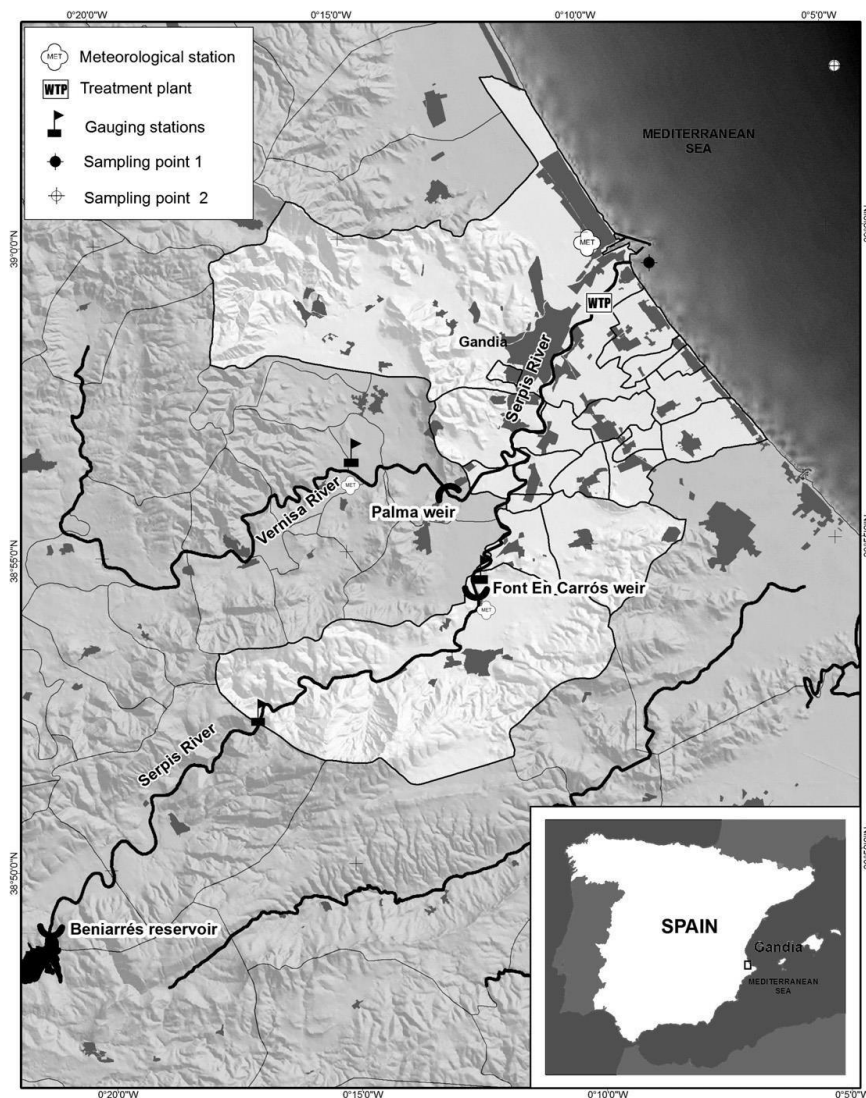 0°20'0"W
0°15'0"W
0°10'0"W
0°5'0"W
MET
Meteorological station
WTP
Treatment plant
Gauging stations
Sampling point 1
Sampling point 2
MEDITERRANEAN
SEA
39°0'0"N
MET
WTP
Gandia
Serpis River
MET
Vernisa River
Palma weir
38°55'0"N
Font En Carrós weir
MET
Serpis River
38°50'0"N
Beniarrés reservoir
SPAIN
Gandia
MEDITERRANEAN
SEA
0°20'0"W
0°15'0"W
0°10'0"W